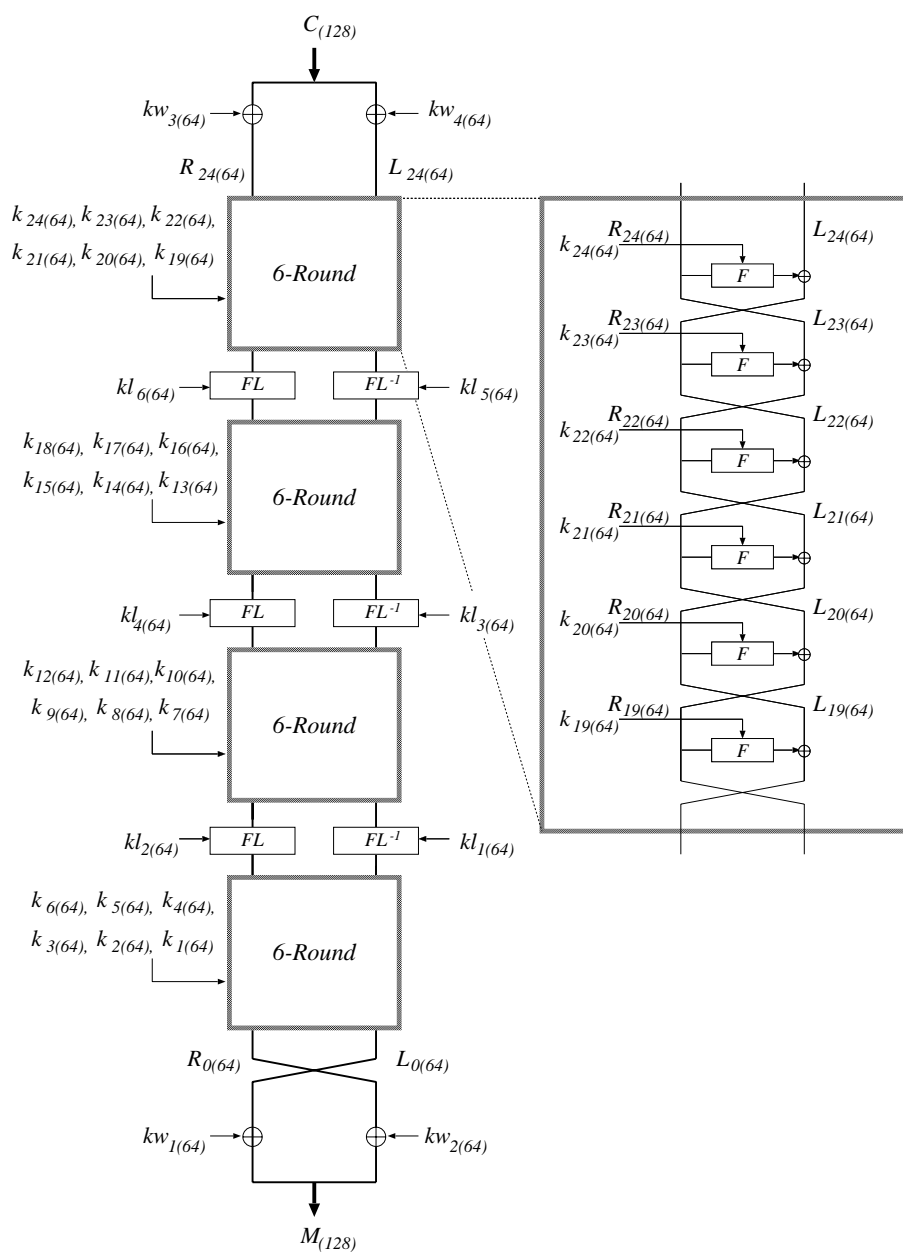 C(128)
kw3(64) kw4(64)
R24(64) L24(64)
k24(64), k23(64), k22(64),
k21(64), k20(64), k19(64)
6-Round
kl6(64) FL FL-1 kl5(64)
k18(64), k17(64), k16(64),
k15(64), k14(64), k13(64)
6-Round
kl4(64) FL FL-1 kl3(64)
k12(64), k11(64), k10(64),
k9(64), k8(64), k7(64)
6-Round
kl2(64) FL FL-1 kl1(64)
k6(64), k5(64), k4(64),
k3(64), k2(64), k1(64)
6-Round
R0(64) L0(64)
kw1(64) kw2(64)
M(128)
R24(64) L24(64)
k24(64)
F
R23(64) L23(64)
k23(64)
F
R22(64) L22(64)
k22(64)
F
R21(64) L21(64)
k21(64)
F
R20(64) L20(64)
k20(64)
F
R19(64) L19(64)
k19(64)
F